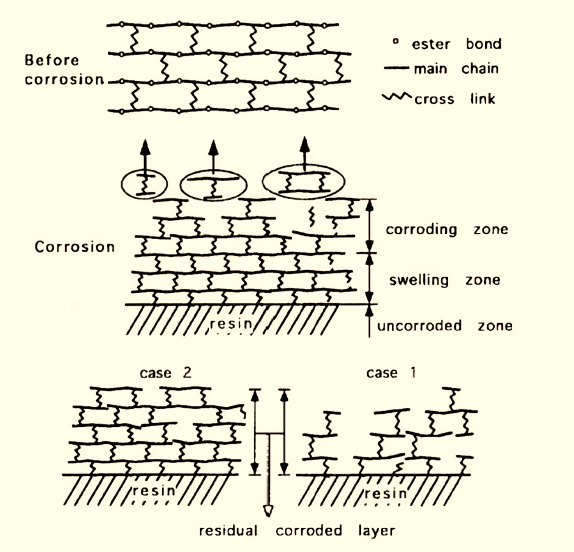 Before
corrosion
ester bond
main chain
cross link
Corrosion
corroding zone
swelling zone
uncorroded zone
resin
case 2
case 1
resin
resin
residual corroded layer